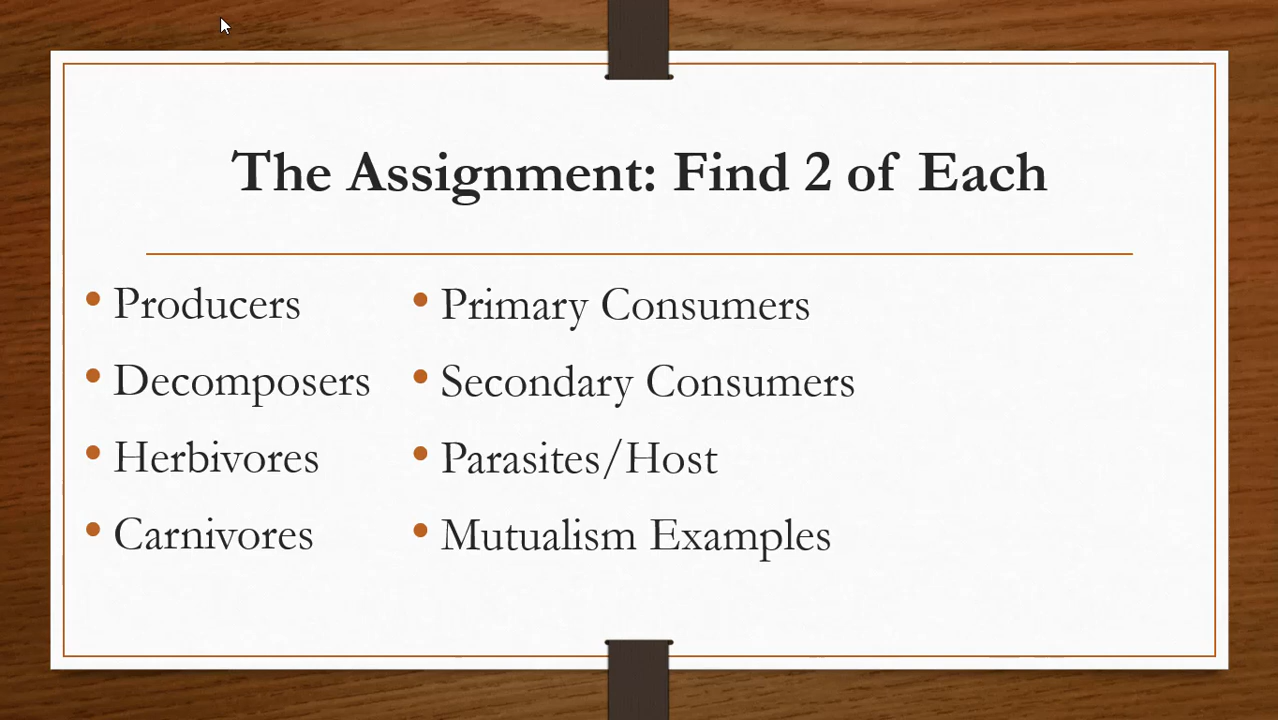 The Assignment: Find 2 of Each
• Producers
• Decomposers
• Herbivores
• Carnivores
• Primary Consumers
• Secondary Consumers
• Parasites/Host
• Mutualism Examples